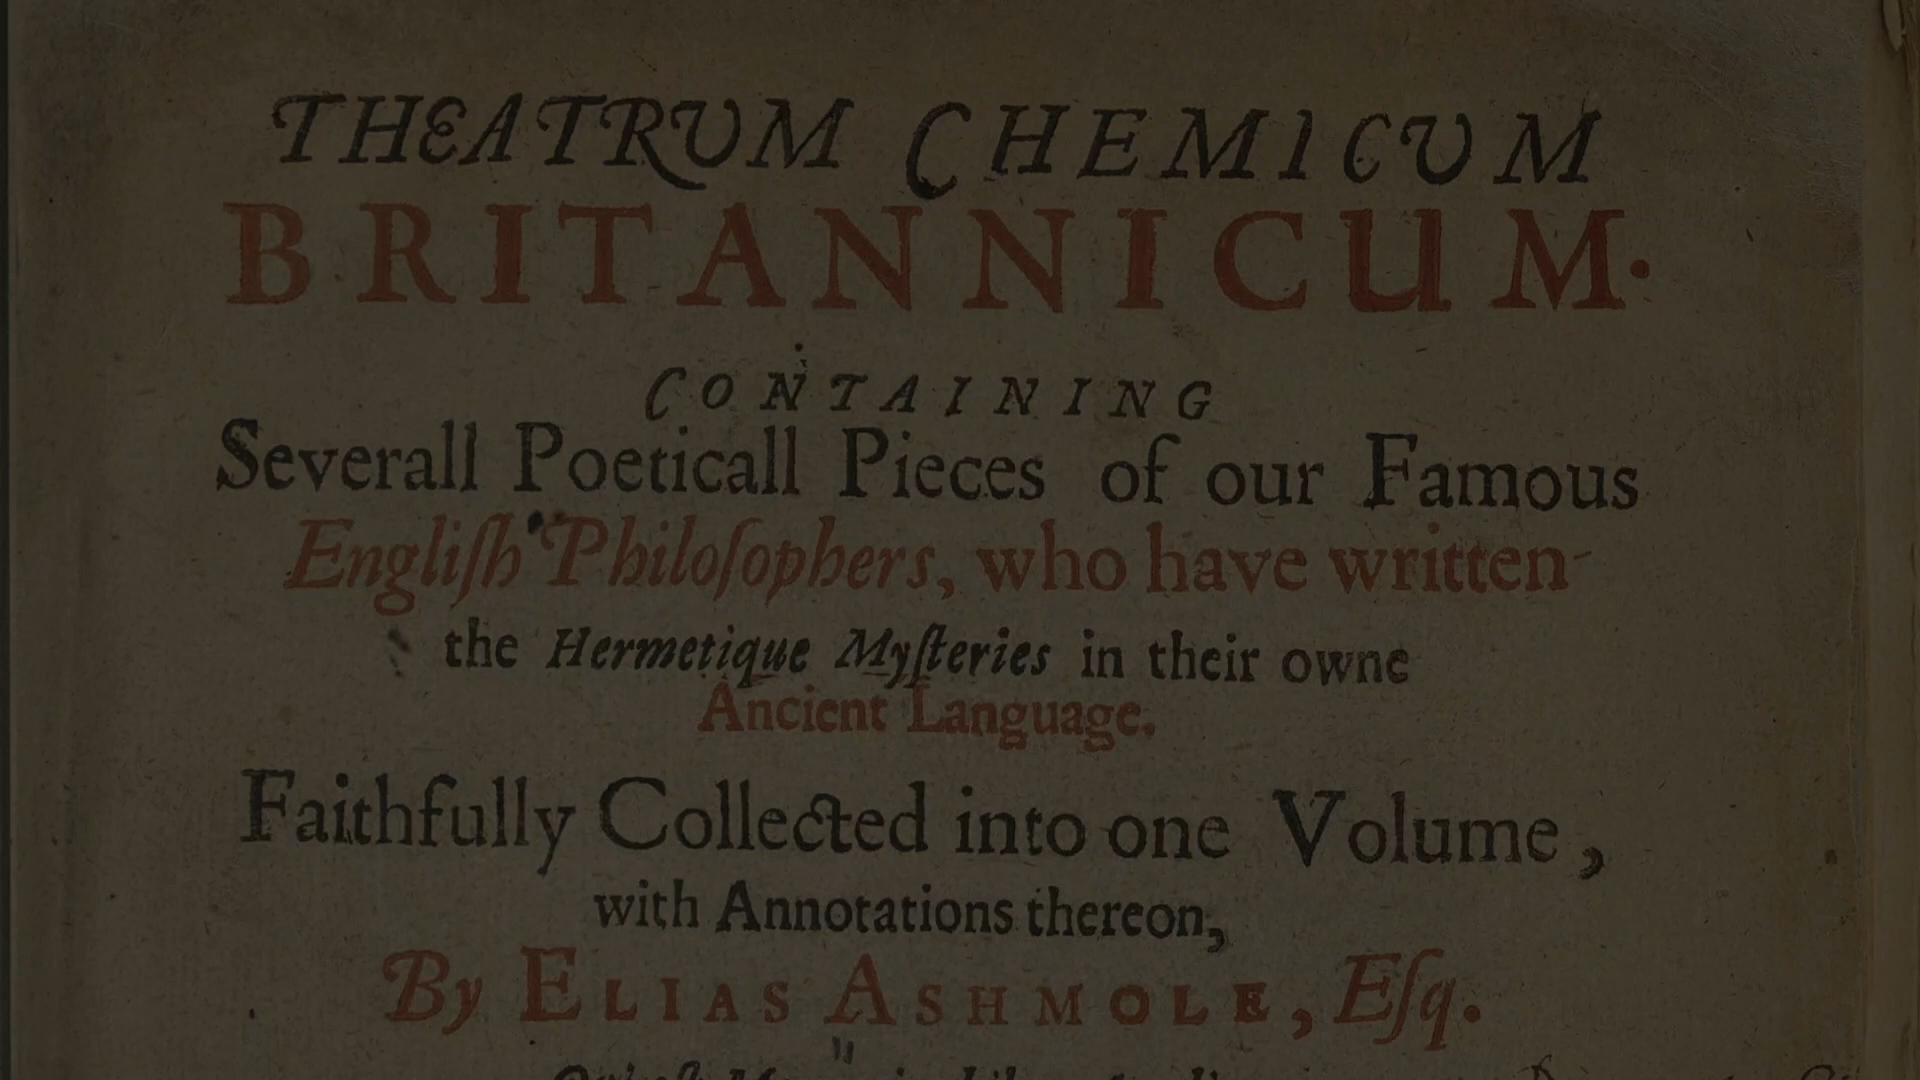 THEATRUM CHEMICUM
BRITANNICUM.
CONTAINING
Severall Poeticall Pieces of our Famous
Engliſh Philoſophers, who have written
the Hermetique Myſteries in their owne
Ancient Language.
Faithfully Collected into one Volume,
with Annotations thereon,
By ELIAS ASHMOLE, Eſq.